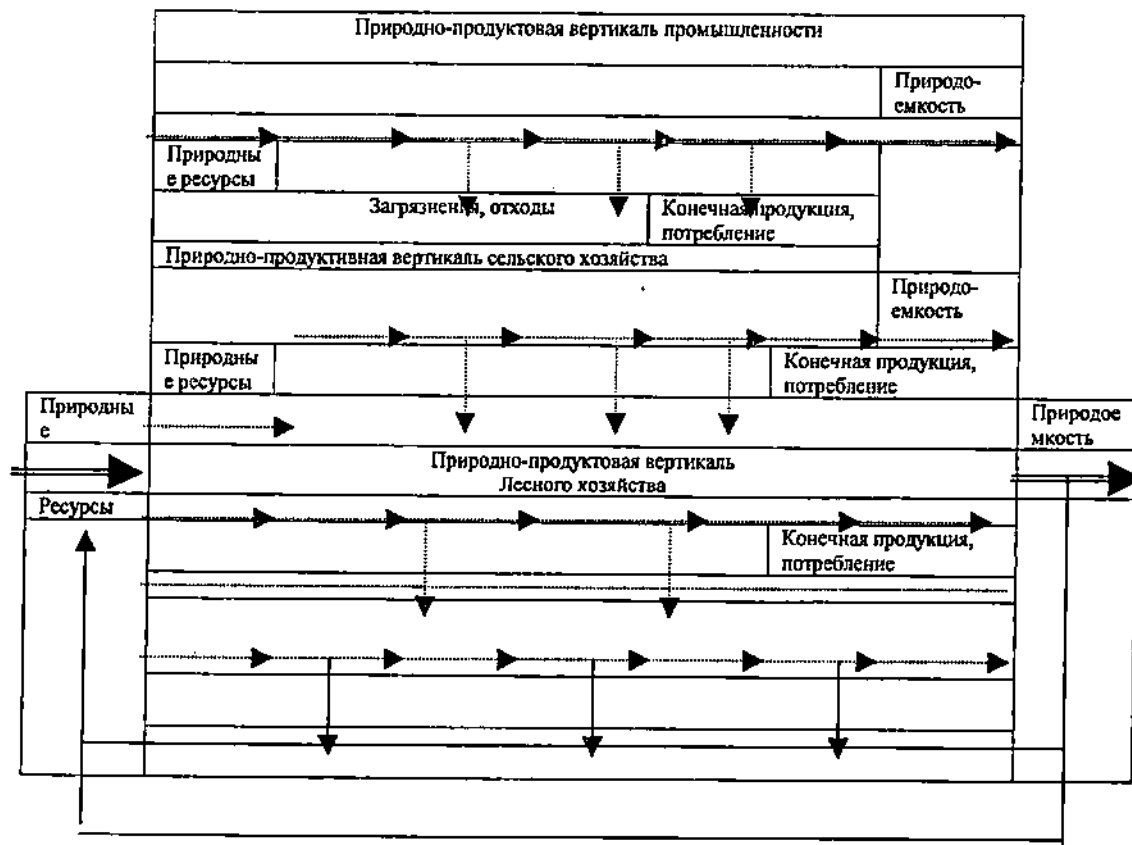 Природно-продуктовая вертикаль промышленности
Природо-
емкость
Природны
е ресурсы
Загрязнения, отходы
Конечная продукция,
потребление
Природно-продуктивная вертикаль сельского хозяйства
Природо-
емкость
Природны
е ресурсы
Конечная продукция,
потребление
Природны
е
Природое
мкость
Природно-продуктовая вертикаль
Лесного хозяйства
Ресурсы
Конечная продукция,
потребление